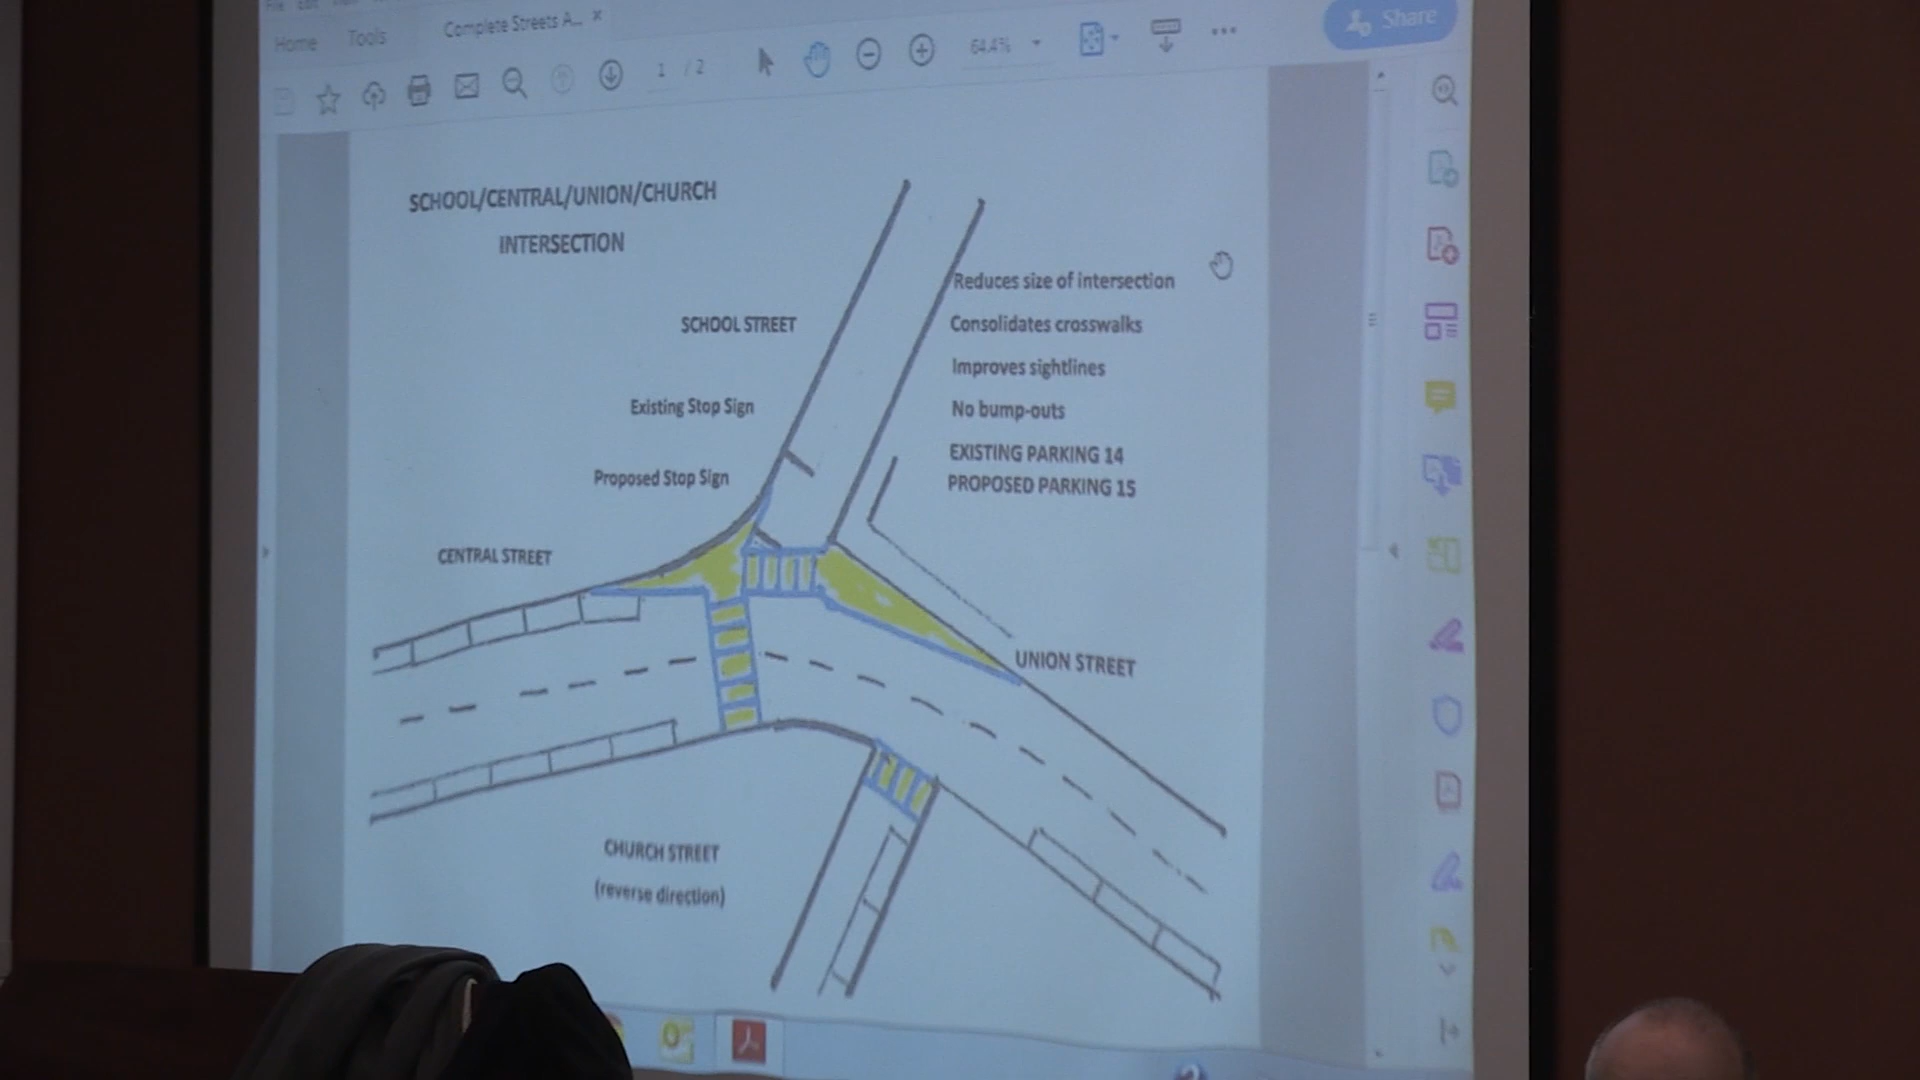 File Edit
Home Tools Complete Streets A... ×
1 / 2 64.4% Share
SCHOOL/CENTRAL/UNION/CHURCH
INTERSECTION
Reduces size of intersection
SCHOOL STREET
Consolidates crosswalks
Improves sightlines
Existing Stop Sign
No bump-outs
EXISTING PARKING 14
Proposed Stop Sign
PROPOSED PARKING 15
CENTRAL STREET
UNION STREET
CHURCH STREET
(reverse direction)